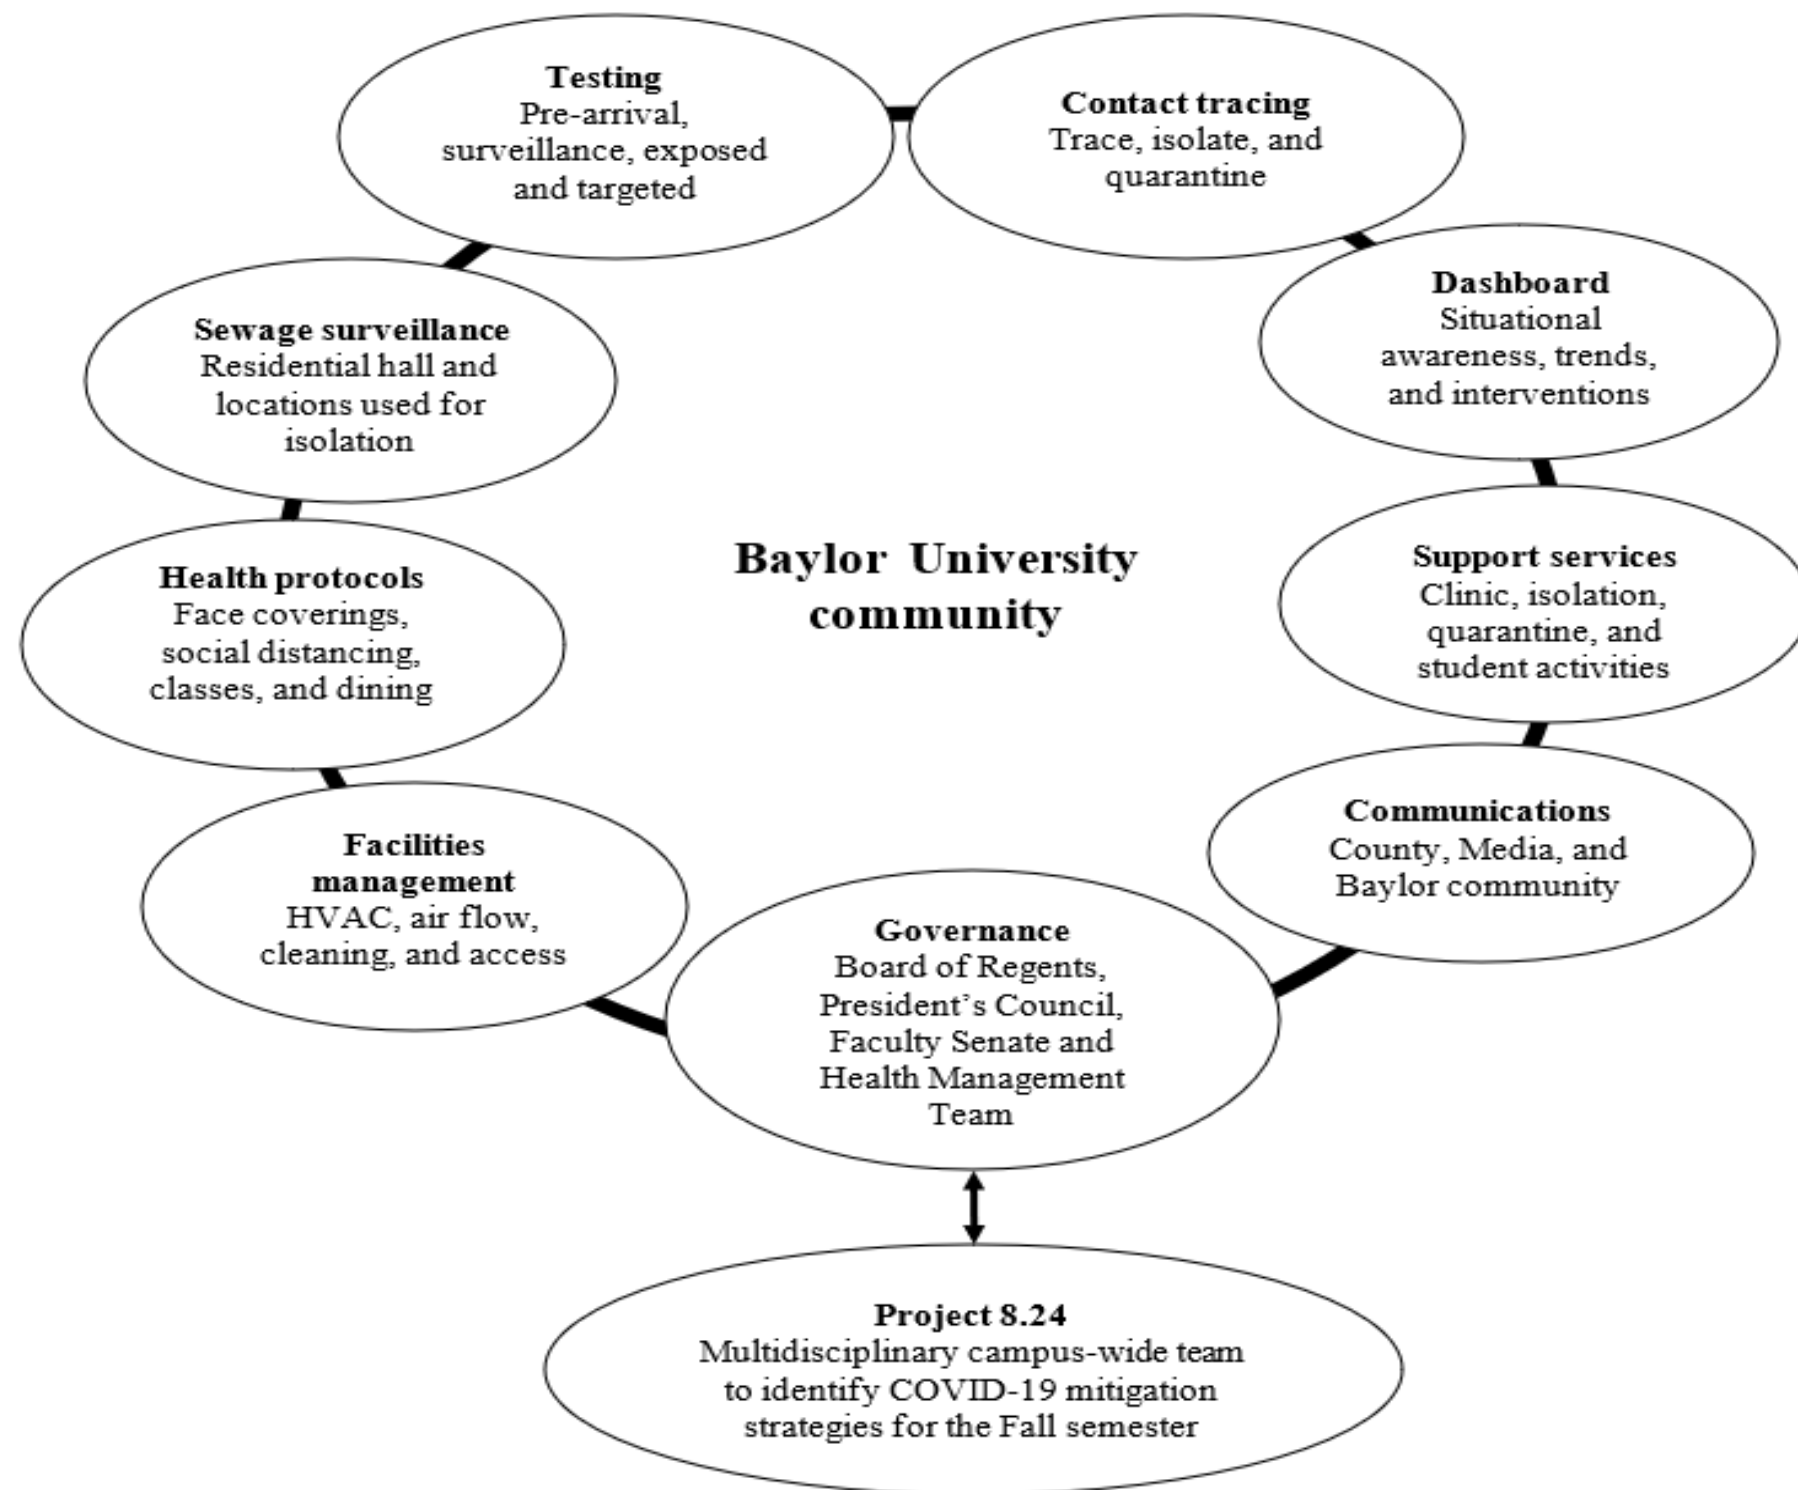 Testing
Pre-arrival,
surveillance, exposed
and targeted
Contact tracing
Trace, isolate, and
quarantine
Dashboard
Situational
awareness, trends,
and interventions
Sewage surveillance
Residential hall and
locations used for
isolation
Baylor University
community
Support services
Clinic, isolation,
quarantine, and
student activities
Health protocols
Face coverings,
social distancing,
classes, and dining
Communications
County, Media, and
Baylor community
Facilities
management
HVAC, air flow,
cleaning, and access
Governance
Board of Regents,
President’s Council,
Faculty Senate and
Health Management
Team
Project 8.24
Multidisciplinary campus-wide team
to identify COVID-19 mitigation
strategies for the Fall semester